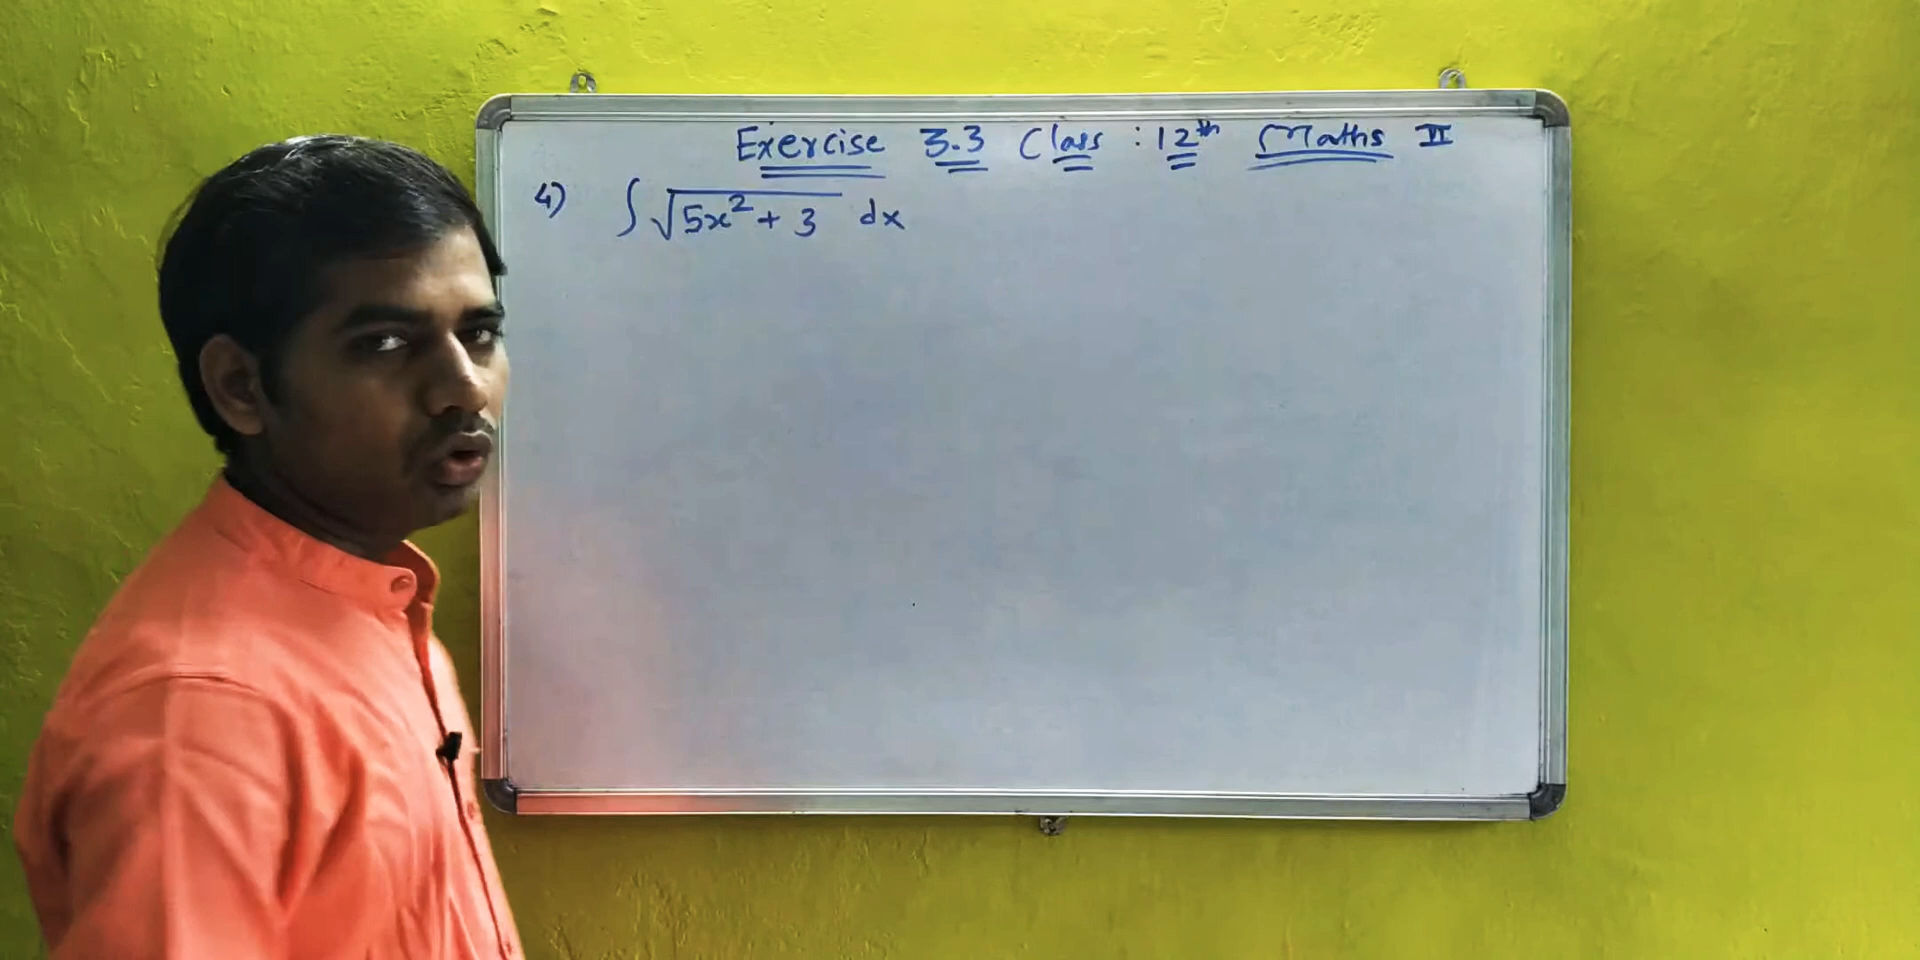 Exercise 3.3 Class : 12th Maths II
4) ∫ √(5x² + 3) dx